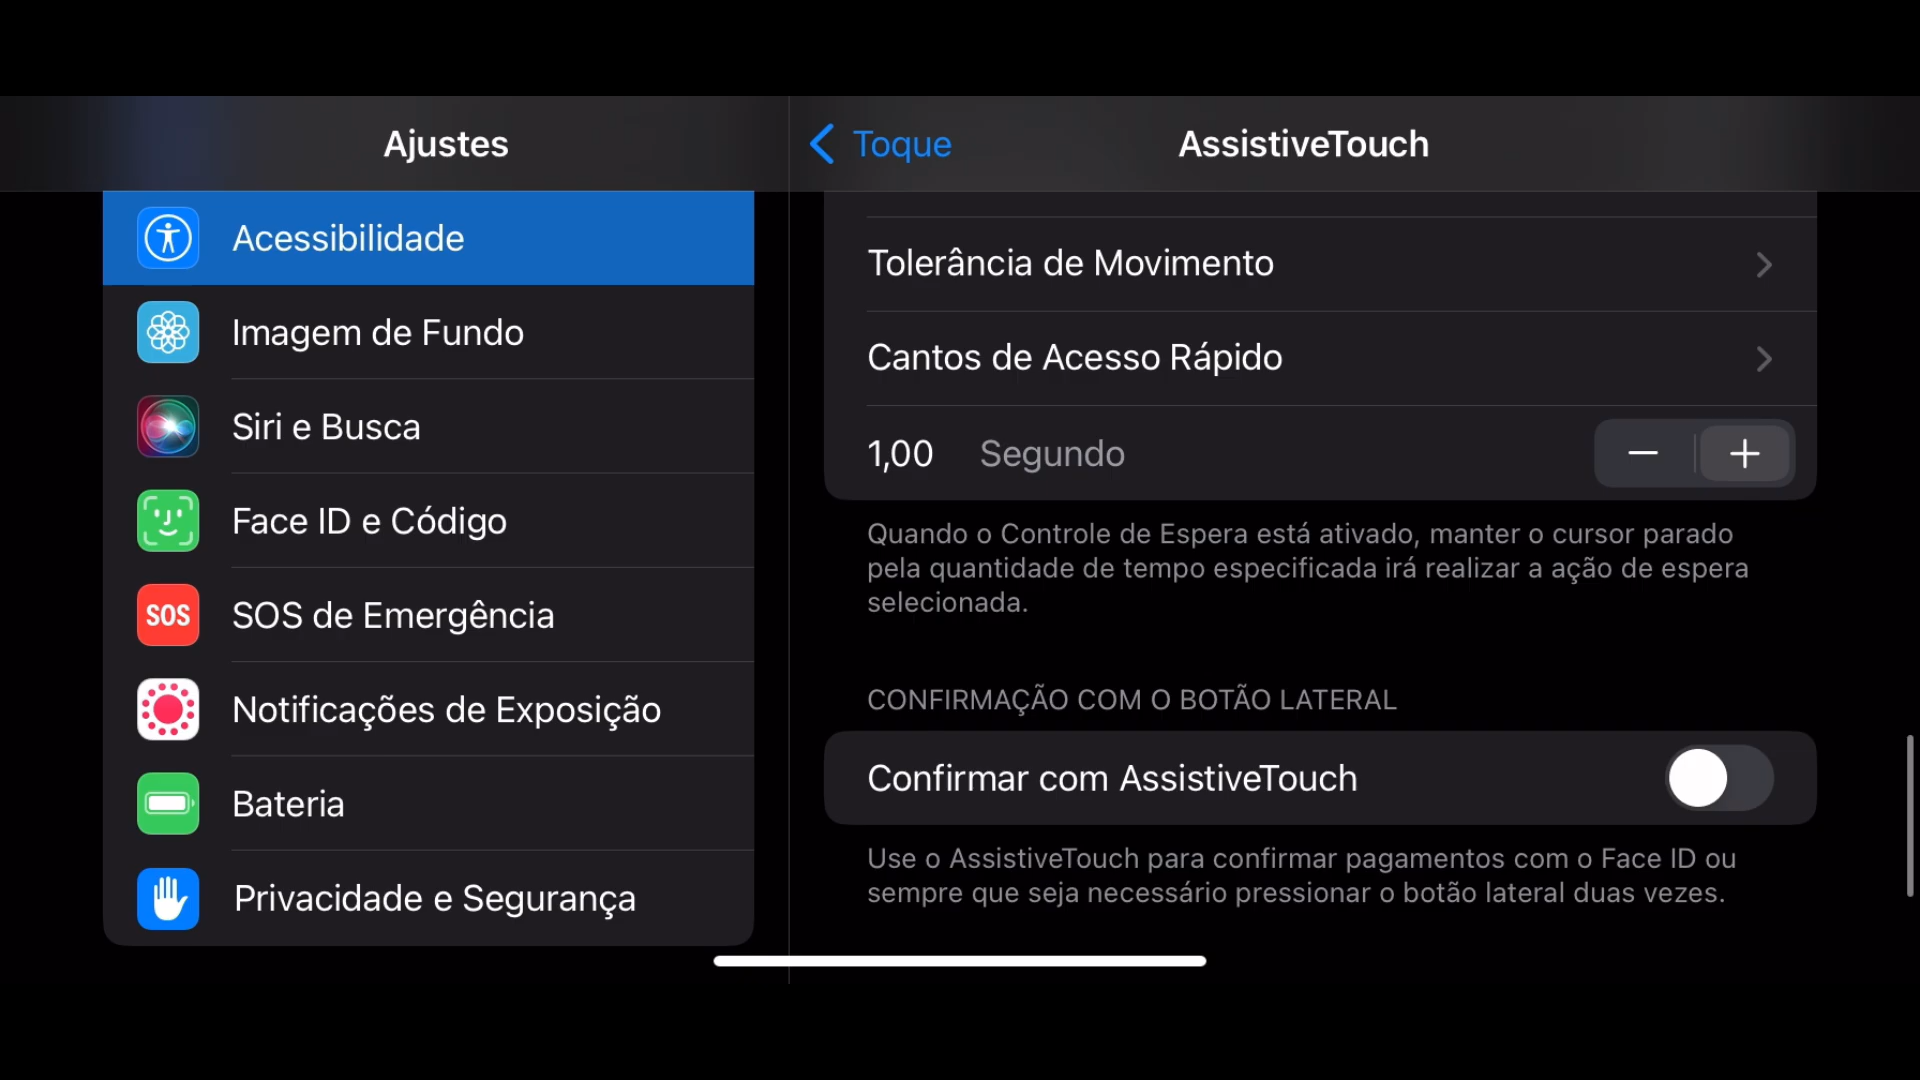 Ajustes
Acessibilidade
Imagem de Fundo
Siri e Busca
Face ID e Código
SOS
SOS de Emergência
Notificações de Exposição
Bateria
Privacidade e Segurança
Toque
AssistiveTouch
Tolerância de Movimento
Cantos de Acesso Rápido
1,00 Segundo
Quando o Controle de Espera está ativado, manter o cursor parado
pela quantidade de tempo especificada irá realizar a ação de espera
selecionada.
CONFIRMAÇÃO COM O BOTÃO LATERAL
Confirmar com AssistiveTouch
Use o AssistiveTouch para confirmar pagamentos com o Face ID ou
sempre que seja necessário pressionar o botão lateral duas vezes.